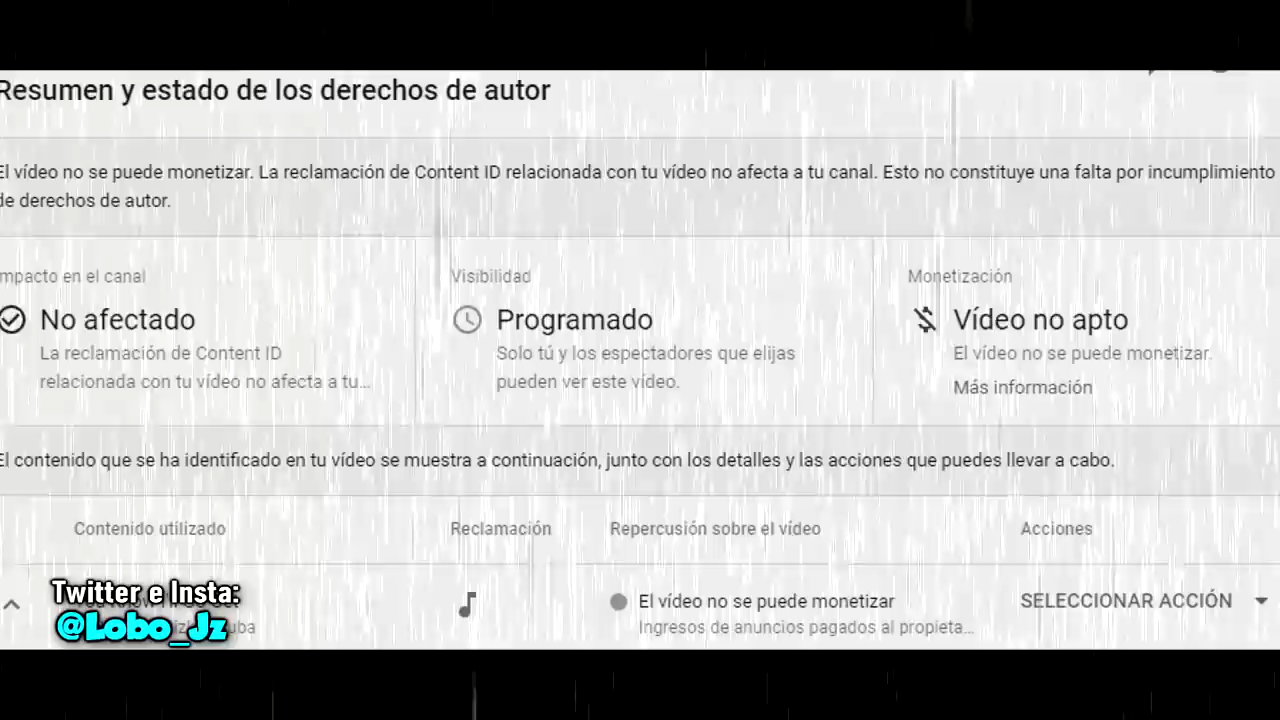 Resumen y estado de los derechos de autor
El vídeo no se puede monetizar. La reclamación de Content ID relacionada con tu vídeo no afecta a tu canal. Esto no constituye una falta por incumplimiento
de derechos de autor.
mpacto en el canal
Visibilidad
Monetización
No afectado
Programado
Vídeo no apto
La reclamación de Content ID
relacionada con tu vídeo no afecta a tu...
Solo tú y los espectadores que elijas
pueden ver este vídeo.
El vídeo no se puede monetizar.
Más información
El contenido que se ha identificado en tu vídeo se muestra a continuación, junto con los detalles y las acciones que puedes llevar a cabo.
Contenido utilizado
Reclamación
Repercusión sobre el vídeo
Acciones
Twitter e Insta:
@Lobo_Jz
El vídeo no se puede monetizar
Ingresos de anuncios pagados al propieta...
SELECCIONAR ACCIÓN